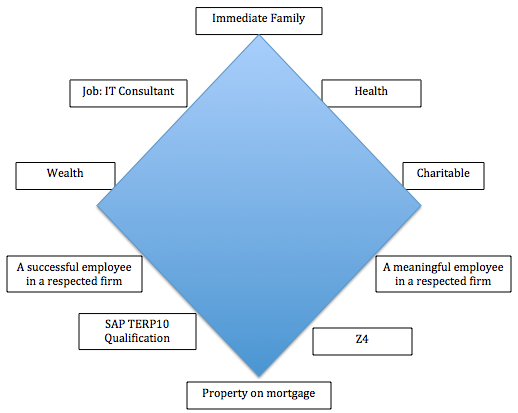 Immediate Family
Job: IT Consultant
Health
Wealth
Charitable
A successful employee
in a respected firm
A meaningful employee
in a respected firm
SAP TERP10
Qualification
Z4
Property on mortgage